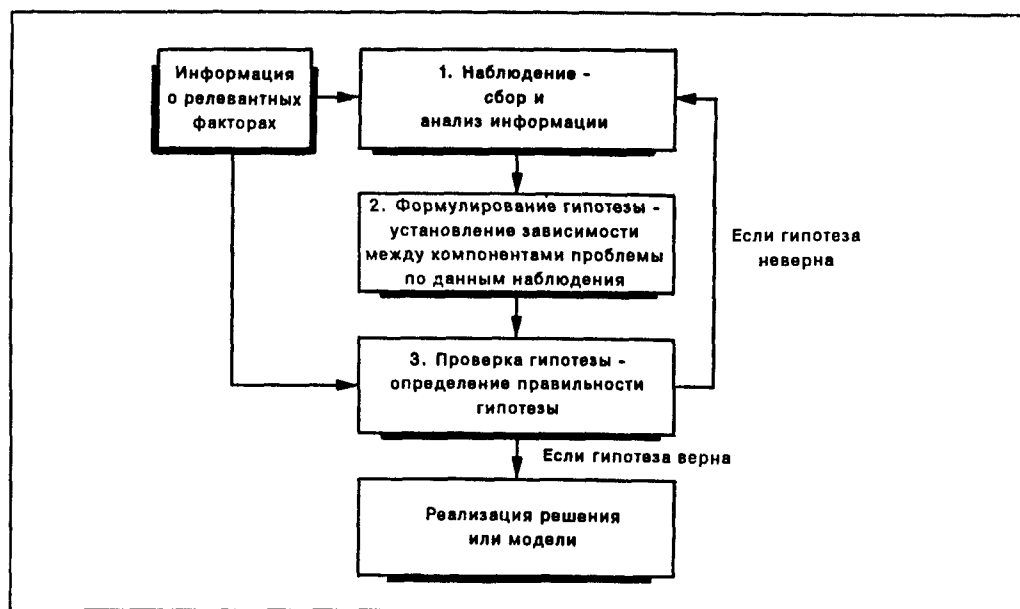 Информация
о релевантных
факторах
1. Наблюдение -
сбор и
анализ информации
2. Формулирование гипотезы -
установление зависимости
между компонентами проблемы
по данным наблюдения
Если гипотеза
неверна
3. Проверка гипотезы -
определение правильности
гипотезы
Если гипотеза верна
Реализация решения
или модели